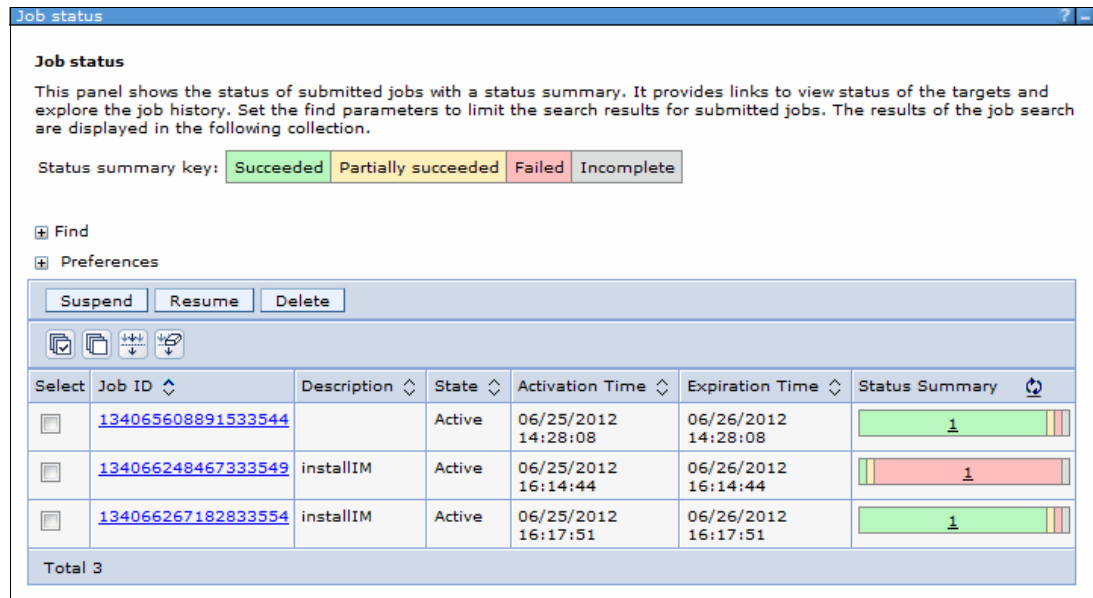 Job status
?
Job status
This panel shows the status of submitted jobs with a status summary. It provides links to view status of the targets and
explore the job history. Set the find parameters to limit the search results for submitted jobs. The results of the job search
are displayed in the following collection.
Status summary key: Succeeded Partially succeeded Failed Incomplete
Find
Preferences
Suspend Resume Delete
Select Job ID Description State Activation Time Expiration Time Status Summary
134065608891533544 Active 06/25/2012 06/26/2012 1
14:28:08 14:28:08
134066248467333549 installIM Active 06/25/2012 06/26/2012 1
16:14:44 16:14:44
134066267182833554 installIM Active 06/25/2012 06/26/2012 1
16:17:51 16:17:51
Total 3